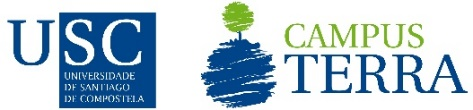 USC
UNIVERSIDADE
DE SANTIAGO
DE COMPOSTELA
CAMPUS
TERRA